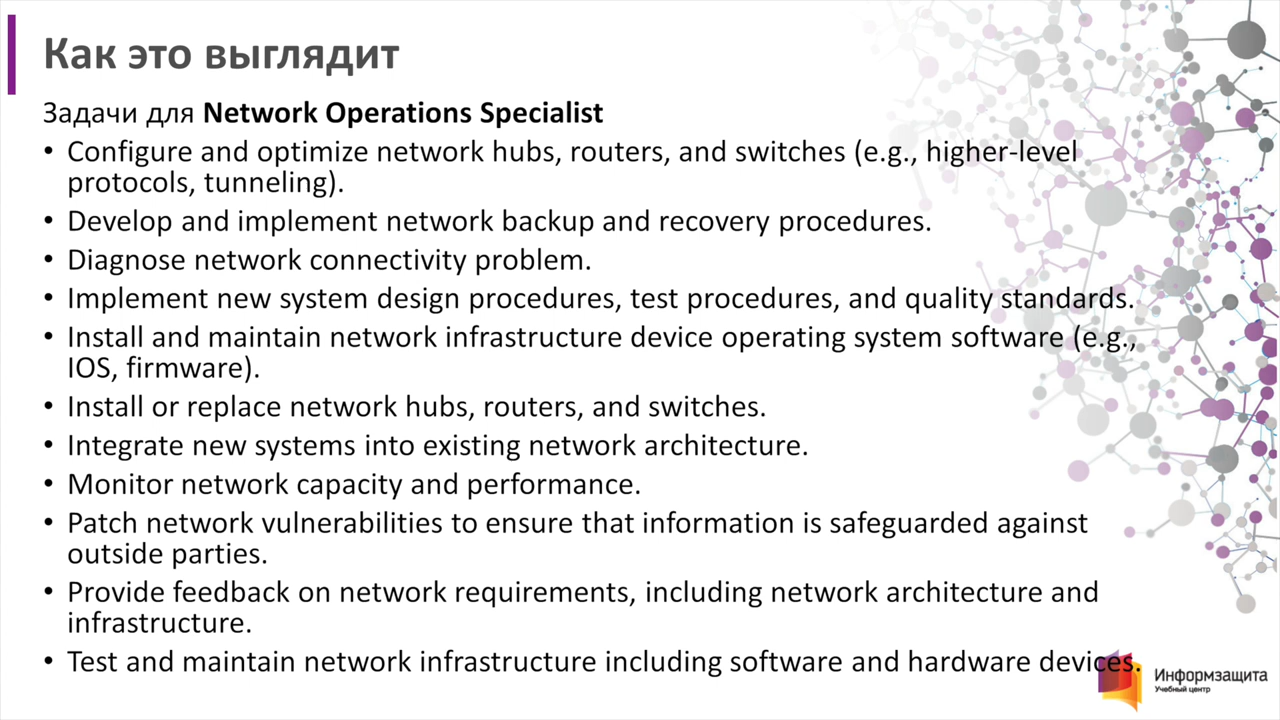 Как это выглядит
Задачи для Network Operations Specialist
• Configure and optimize network hubs, routers, and switches (e.g., higher-level
protocols, tunneling).
• Develop and implement network backup and recovery procedures.
• Diagnose network connectivity problem.
• Implement new system design procedures, test procedures, and quality standards.
• Install and maintain network infrastructure device operating system software (e.g.,
IOS, firmware).
• Install or replace network hubs, routers, and switches.
• Integrate new systems into existing network architecture.
• Monitor network capacity and performance.
• Patch network vulnerabilities to ensure that information is safeguarded against
outside parties.
• Provide feedback on network requirements, including network architecture and
infrastructure.
• Test and maintain network infrastructure including software and hardware devices.
Информзащита
Учебный центр